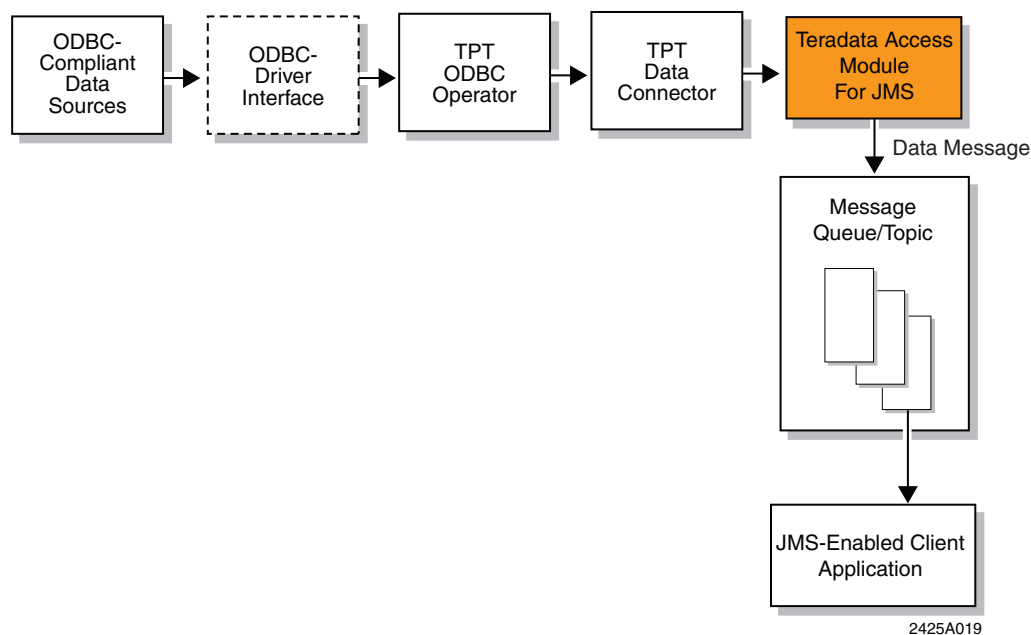 ODBC-
Compliant
Data
Sources
ODBC-
Driver
Interface
TPT
ODBC
Operator
TPT
Data
Connector
Teradata Access
Module
For JMS
Data Message
Message
Queue/Topic
JMS-Enabled Client
Application
2425A019